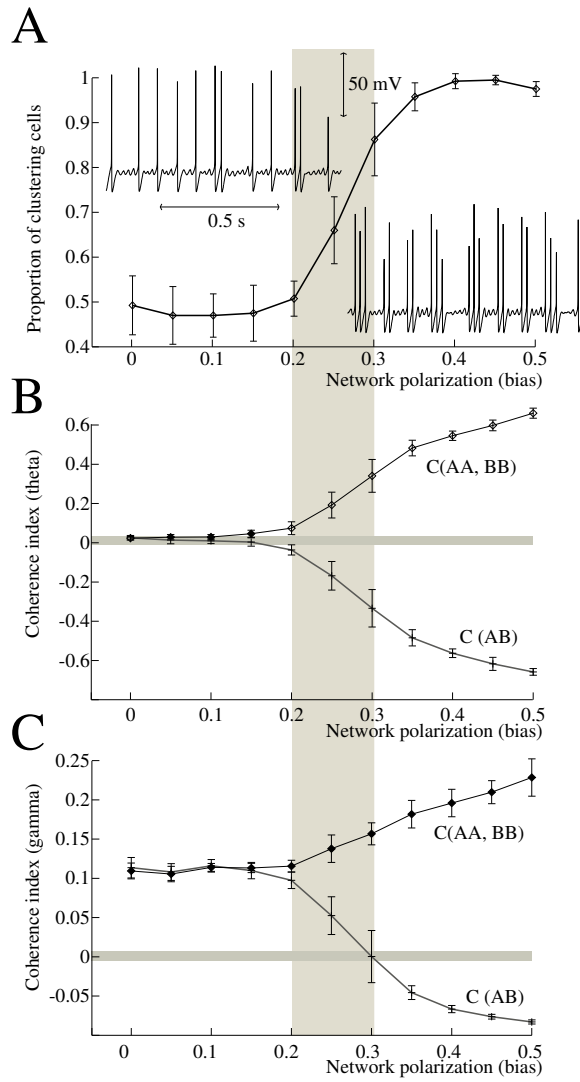 A
50 mV
1
0.9
0.8
0.7
0.6
0.5
0.4
Proportion of clustering cells
0.5 s
0 0.1 0.2 0.3 0.4 0.5
Network polarization (bias)
B
0.6
0.4
0.2
0
-0.2
-0.4
-0.6
Coherence index (theta)
C(AA, BB)
C (AB)
0 0.1 0.2 0.3 0.4 0.5
Network polarization (bias)
C
0.25
0.2
0.15
0.1
0.05
0
-0.05
Coherence index (gamma)
C(AA, BB)
C (AB)
0 0.1 0.2 0.3 0.4 0.5
Network polarization (bias)